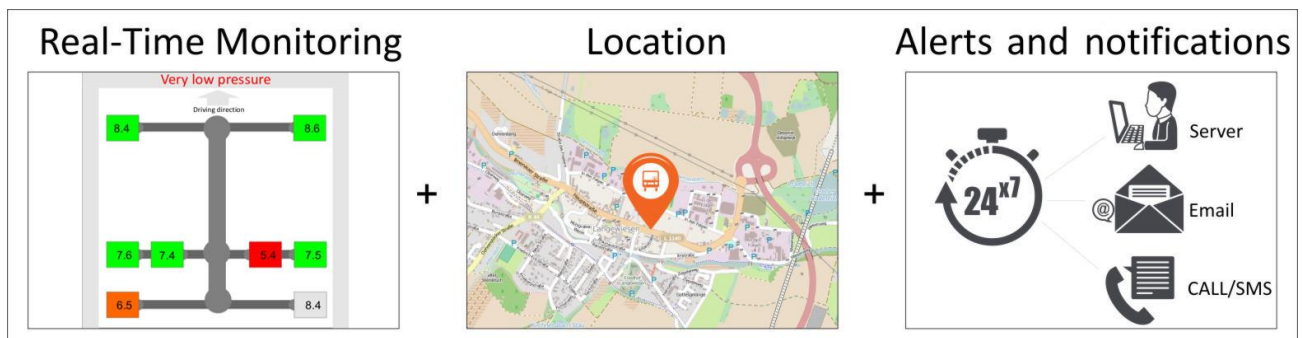 Real-Time Monitoring
Very low pressure
Driving direction
8.4
8.6
7.6
7.4
5.4
7.5
6.5
8.4
+
Location
Langewiesen
+
Alerts and notifications
24x7
Server
@
Email
CALL/SMS